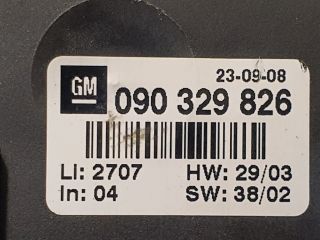 23-09-08
GM 090 329 826
LI: 2707 HW: 29/03
In: 04 SW: 38/02